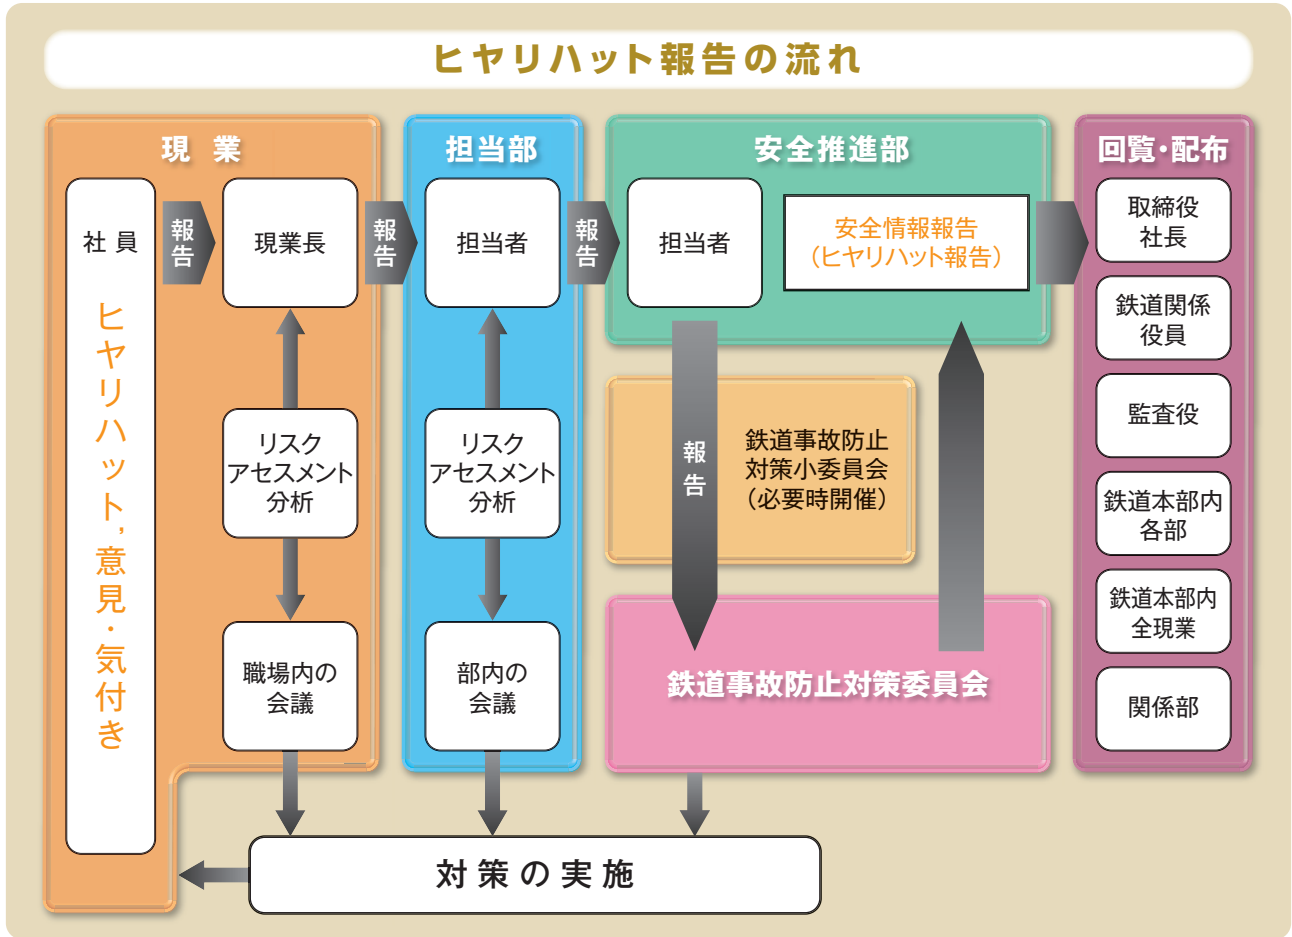 ヒヤリハット報告の流れ
現 業
社 員
ヒヤリハット，意見・気付き
報告
現業長
リスク
アセスメント
分析
職場内の
会議
報告
担当部
担当者
リスク
アセスメント
分析
部内の
会議
報告
安全推進部
担当者
安全情報報告
（ヒヤリハット報告）
報告
鉄道事故防止
対策小委員会
（必要時開催）
鉄道事故防止対策委員会
回覧・配布
取締役
社長
鉄道関係
役員
監査役
鉄道本部内
各部
鉄道本部内
全現業
関係部
対策の実施